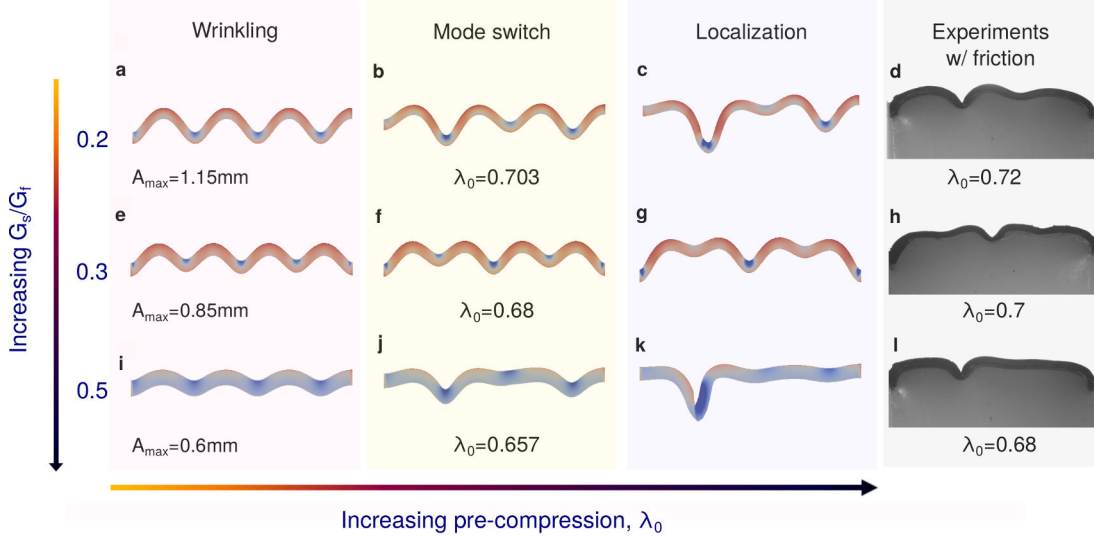 Wrinkling
Mode switch
Localization
Experiments
w/ friction
a
b
c
d
0.2
A_max=1.15mm
λ₀=0.703
λ₀=0.72
e
f
g
h
0.3
A_max=0.85mm
λ₀=0.68
λ₀=0.7
i
j
k
l
0.5
A_max=0.6mm
λ₀=0.657
λ₀=0.68
Increasing G_s/G_f
Increasing pre-compression, λ₀